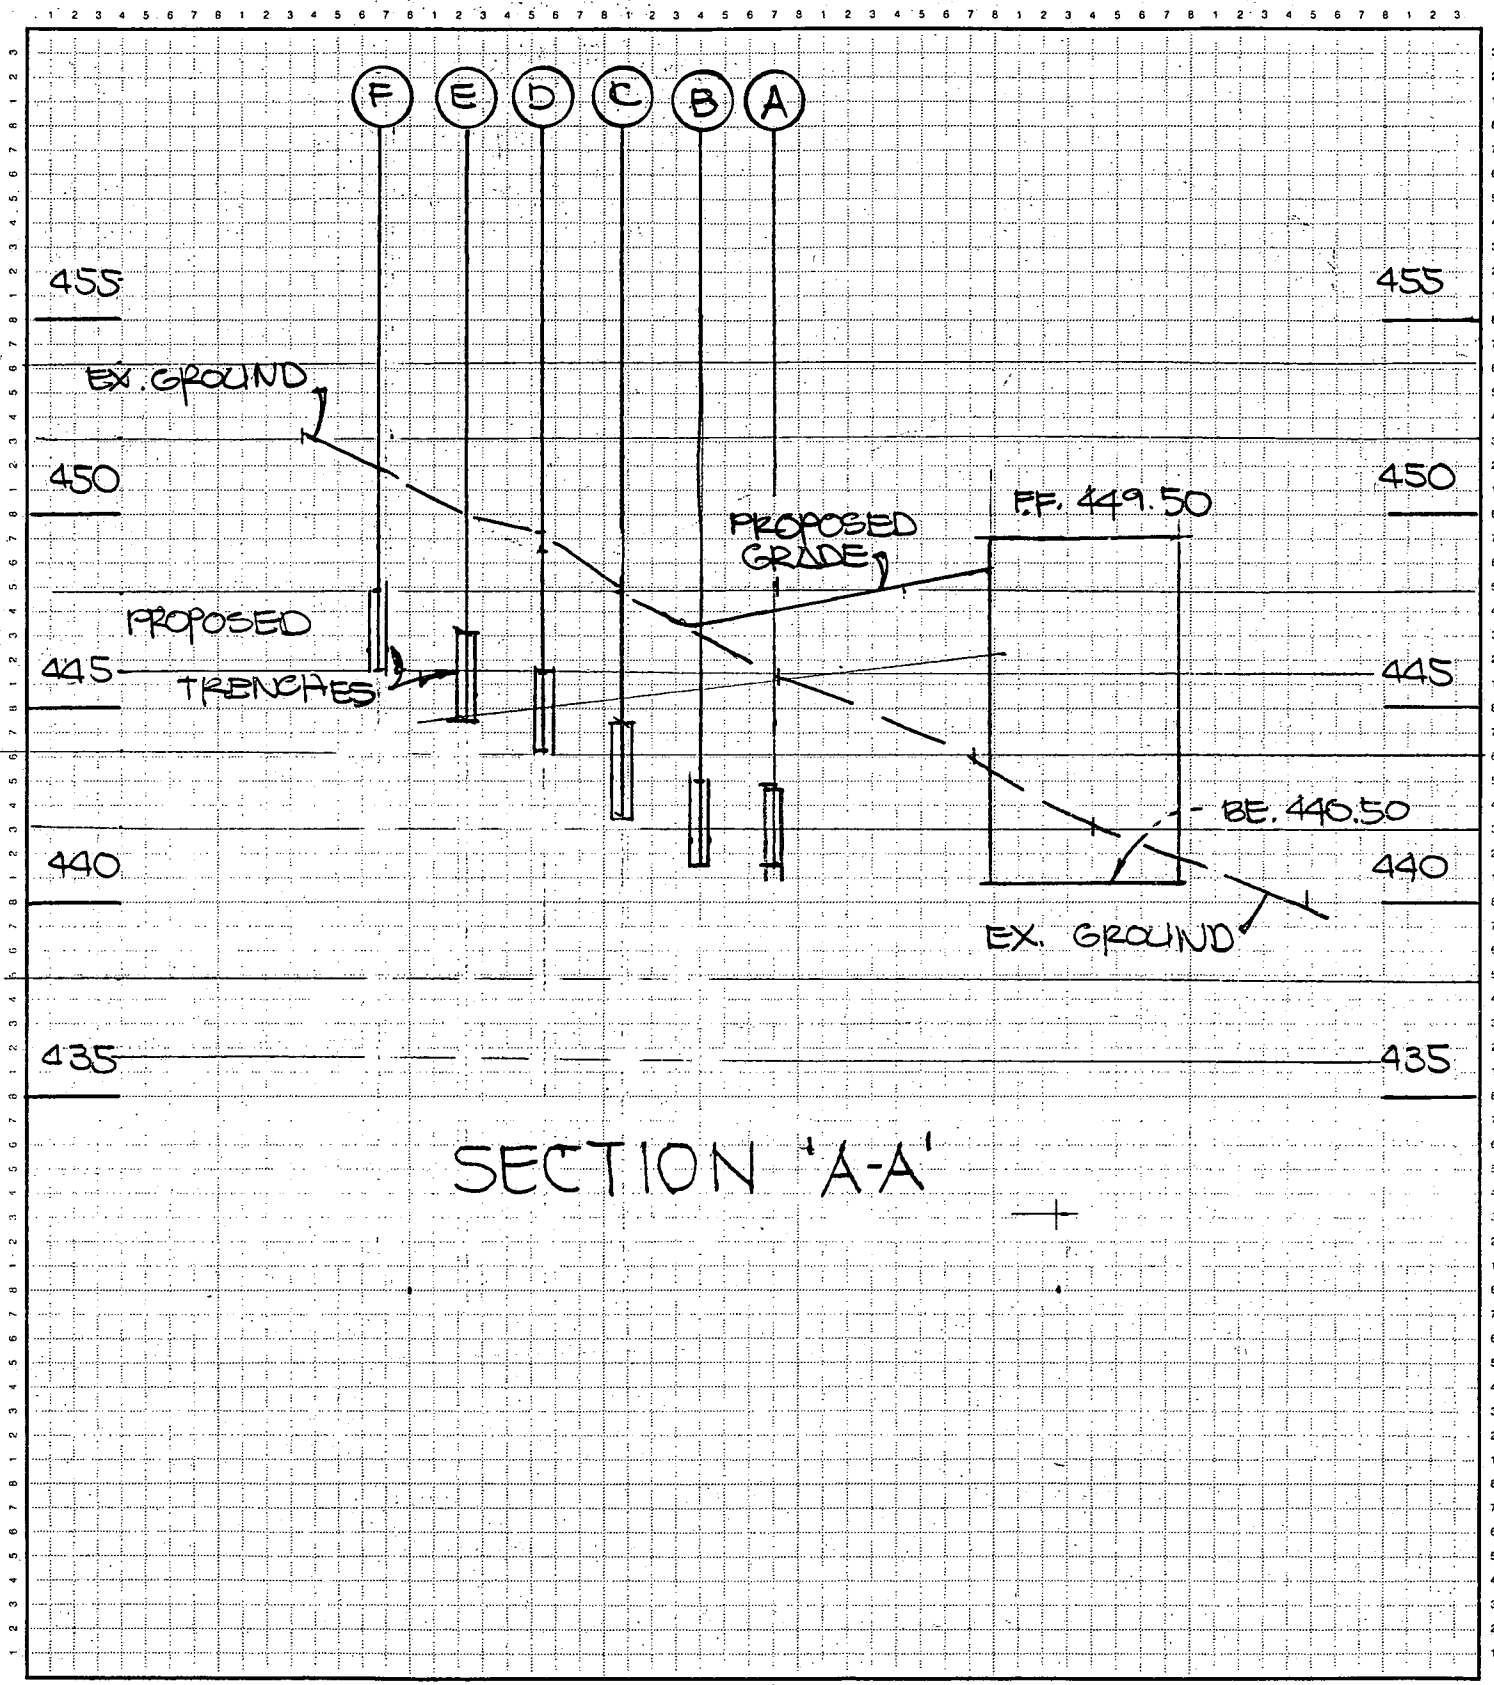 F E D C B A
455 455
EX. GROUND
450 450
F.F. 449.50
PROPOSED
GRADE
PROPOSED
TRENCHES
445 445
BE. 440.50
440 440
EX. GROUND
435 435
SECTION 'A-A'